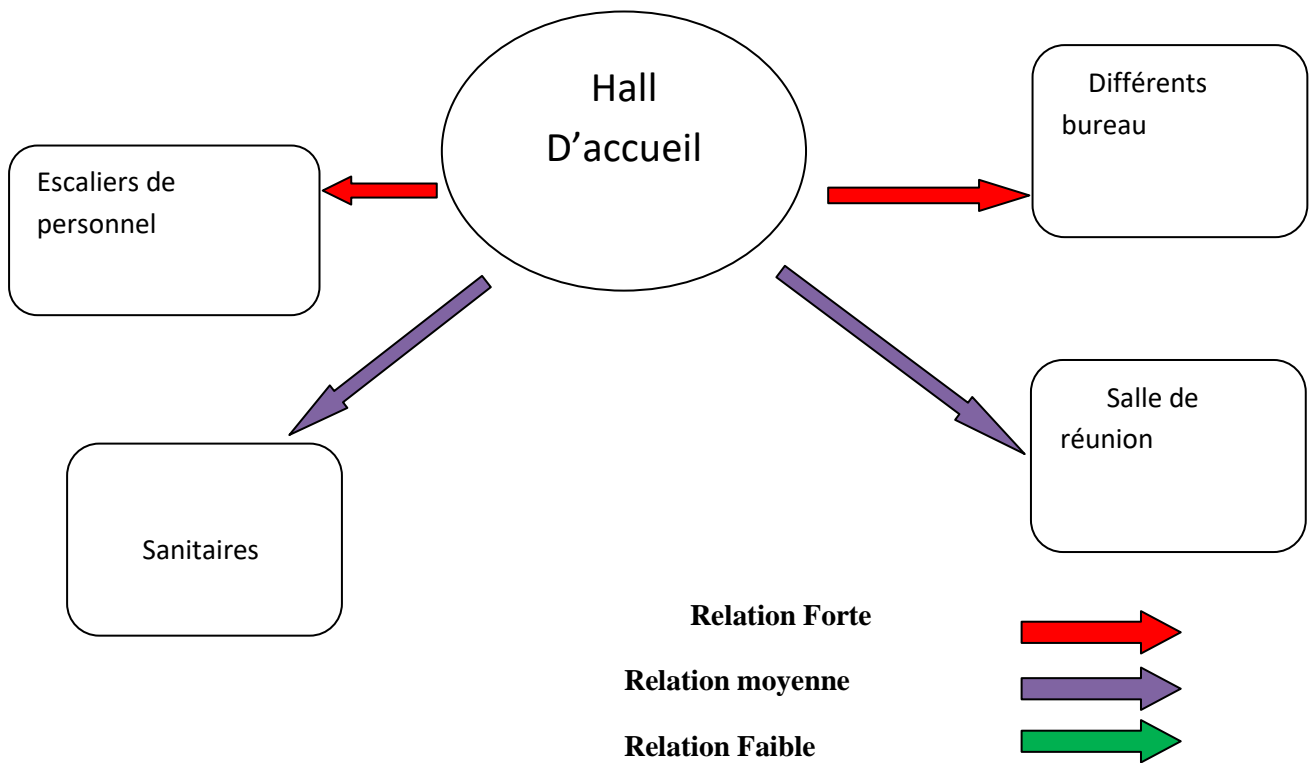 Hall
D’accueil
Différents
bureau
Escaliers de
personnel
Salle de
réunion
Sanitaires
Relation Forte
Relation moyenne
Relation Faible